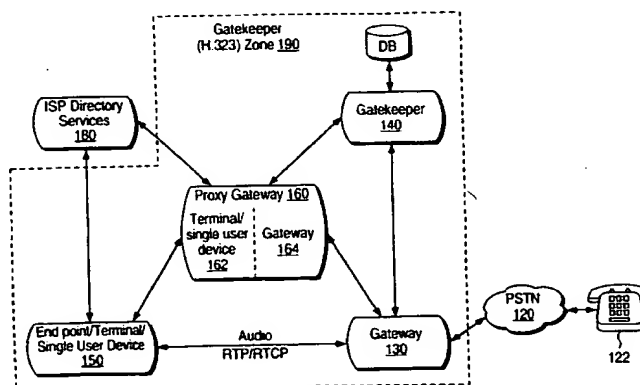 Gatekeeper
(H.323) Zone 190
DB
ISP Directory
Services
180
Gatekeeper
140
Proxy Gateway 160
Terminal/
single user
device
162
Gateway
164
End point/Terminal/
Single User Device
150
Audio
RTP/RTCP
Gateway
130
PSTN
120
122